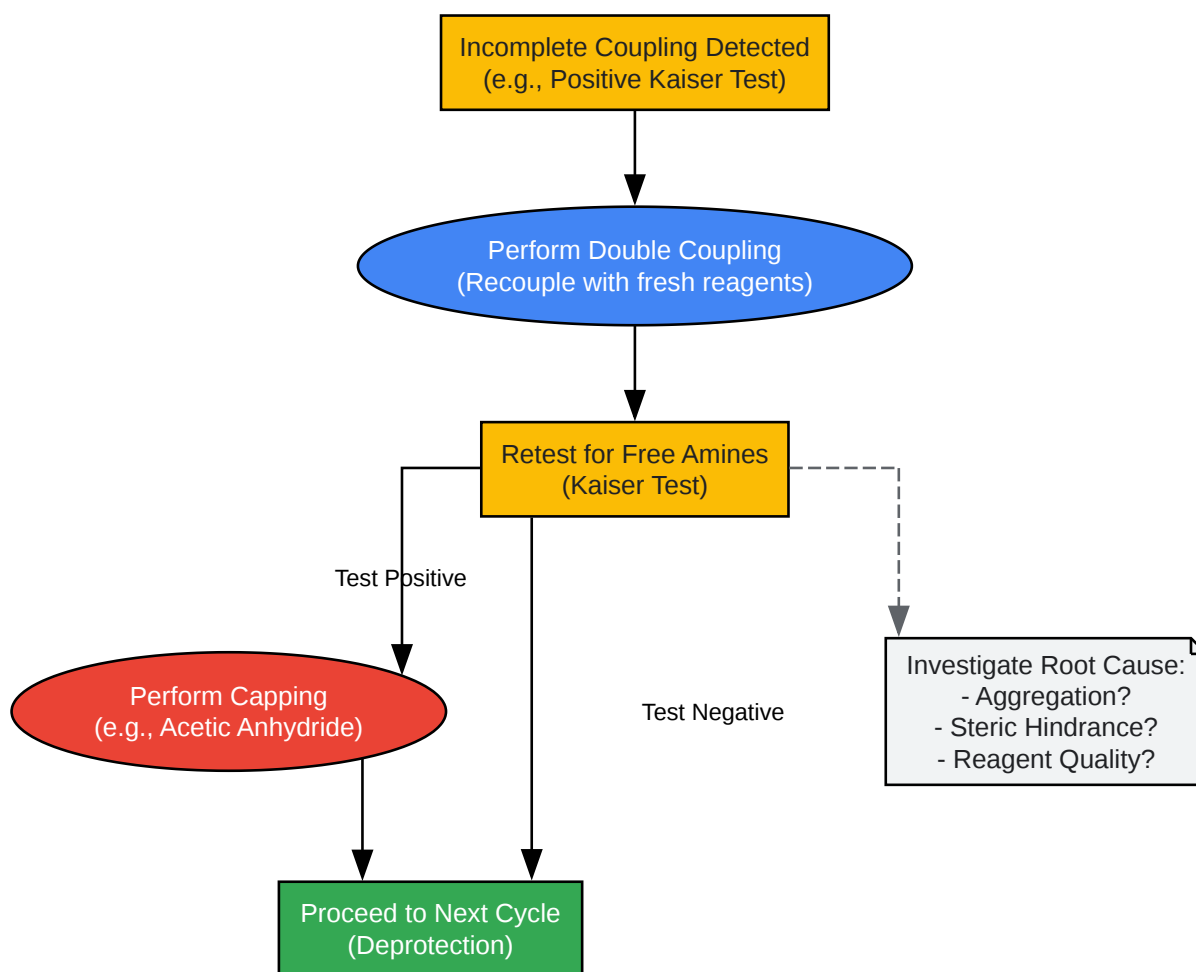 Incomplete Coupling Detected
(e.g., Positive Kaiser Test)
Perform Double Coupling
(Recouple with fresh reagents)
Retest for Free Amines
(Kaiser Test)
Test Positive
Perform Capping
(e.g., Acetic Anhydride)
Test Negative
Investigate Root Cause:
- Aggregation?
- Steric Hindrance?
- Reagent Quality?
Proceed to Next Cycle
(Deprotection)